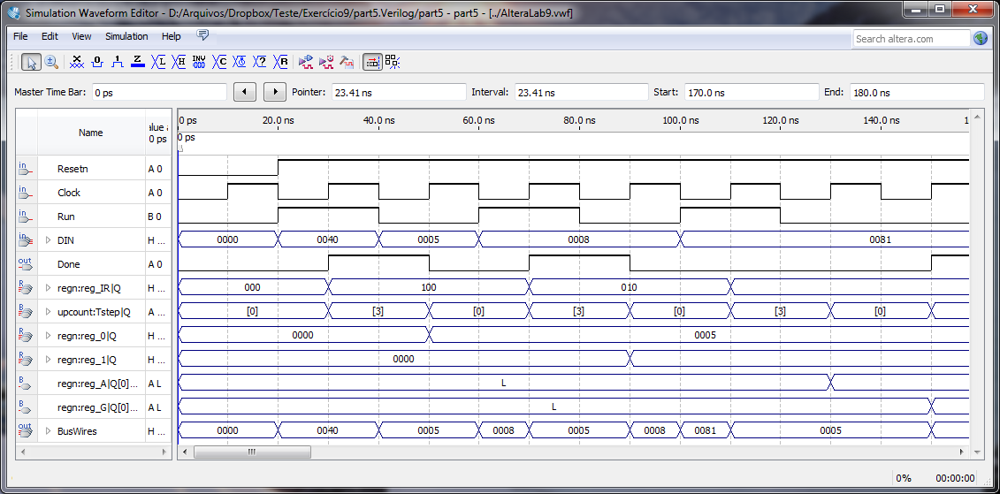 Simulation Waveform Editor - D:/Arquivos/Dropbox/Teste/Exercício9/part5.Verilog/part5 - part5 - [../AlteraLab9.vwf]
File Edit View Simulation Help
Search altera.com
Master Time Bar: 0 ps Pointer: 23.41 ns Interval: 23.41 ns Start: 170.0 ns End: 180.0 ns
Name alue a 0 ps 0 ps 20.0 ns 40.0 ns 60.0 ns 80.0 ns 100.0 ns 120.0 ns 140.0 ns 1
0 ps
in Resetn A 0
in Clock A 0
in Run B 0
in DIN H ... 0000 0040 0005 0008 0081
out Done A 0
R regn:reg_IR|Q H ... 000 100 010
B upcount:Tstep|Q A ... [0] [3] [0] [3] [0] [3] [0]
R regn:reg_0|Q H ... 0000 0005
R regn:reg_1|Q H ... 0000
B regn:reg_A|Q[0]... A L L
B regn:reg_G|Q[0]... A L L
out BusWires H ... 0000 0040 0005 0008 0005 0008 0081 0005
0% 00:00:00